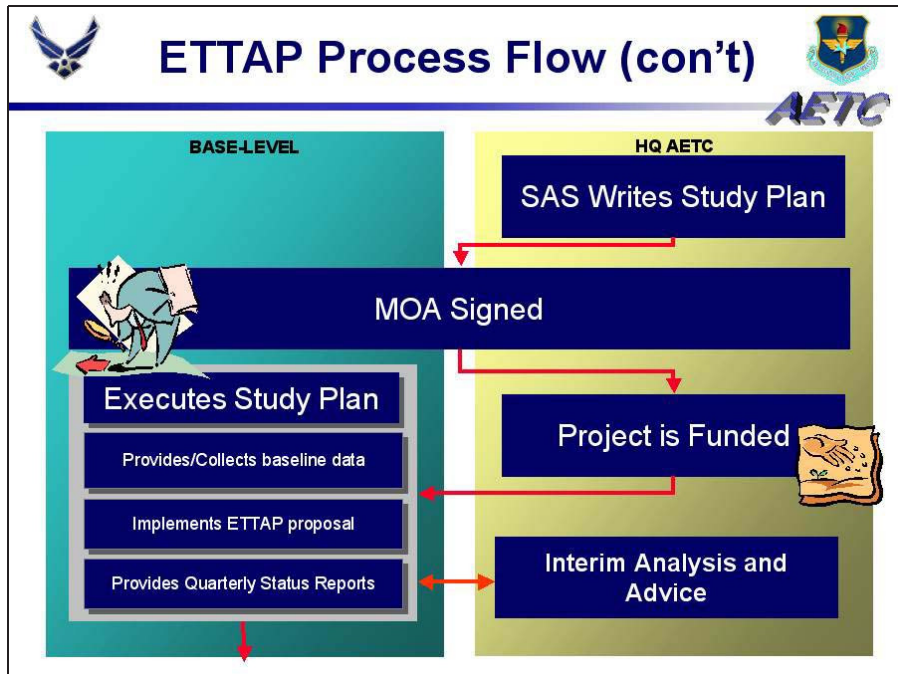 ETTAP Process Flow (con't)
AETC
BASE-LEVEL
HQ AETC
SAS Writes Study Plan
MOA Signed
Executes Study Plan
Provides/Collects baseline data
Implements ETTAP proposal
Provides Quarterly Status Reports
Project is Funded
Interim Analysis and
Advice